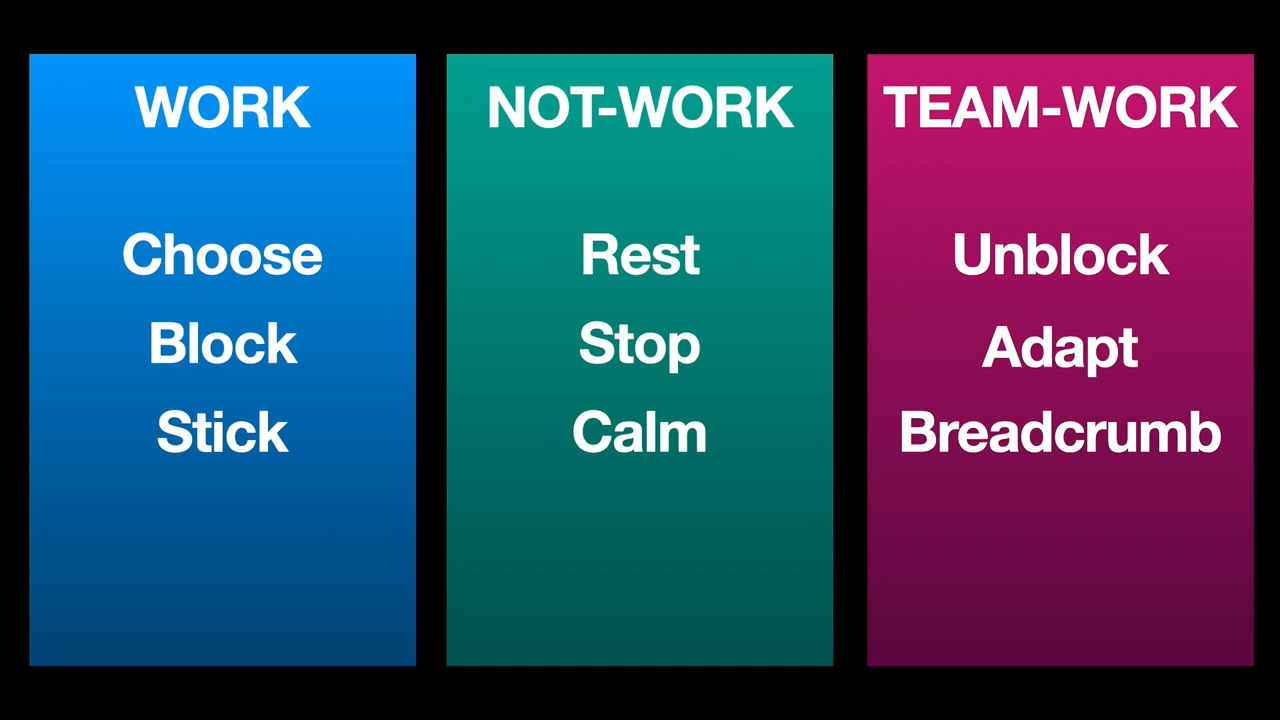 WORK
Choose
Block
Stick
NOT-WORK
Rest
Stop
Calm
TEAM-WORK
Unblock
Adapt
Breadcrumb